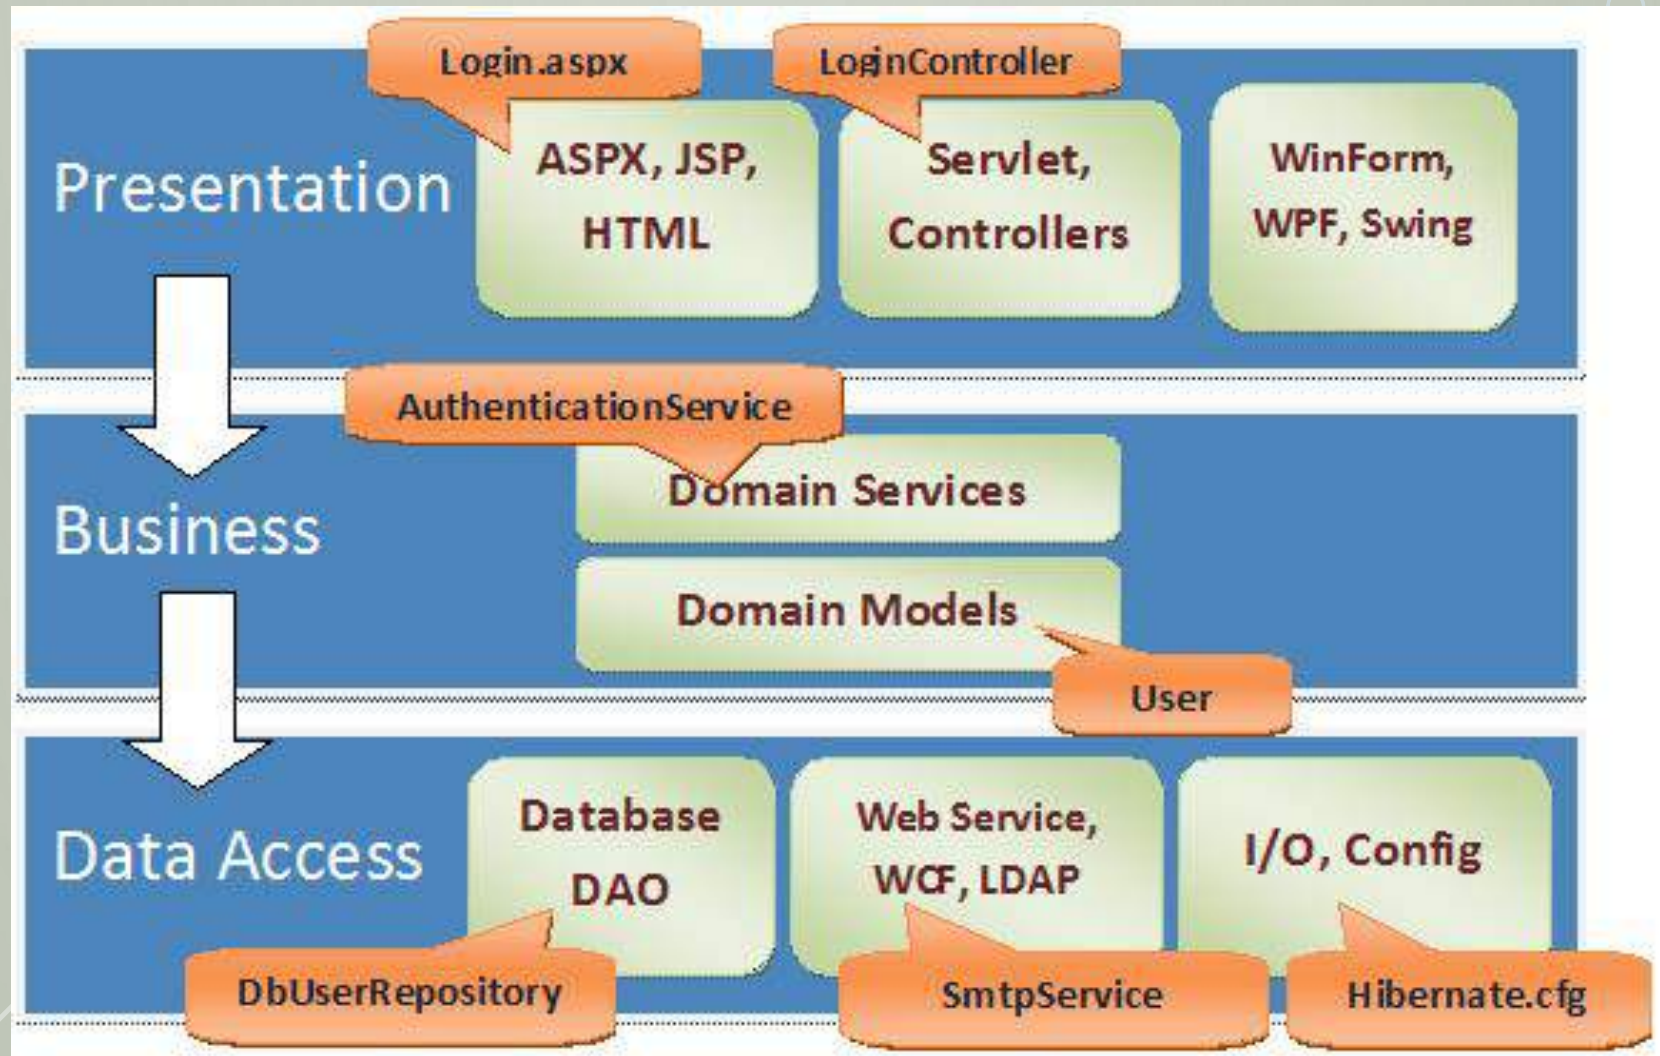 Login.aspx
LoginController
Presentation
ASPX, JSP,
HTML
Servlet,
Controllers
WinForm,
WPF, Swing
AuthenticationService
Business
Domain Services
Domain Models
User
Data Access
Database
DAO
Web Service,
WCF, LDAP
I/O, Config
DbUserRepository
SmtpService
Hibernate.cfg